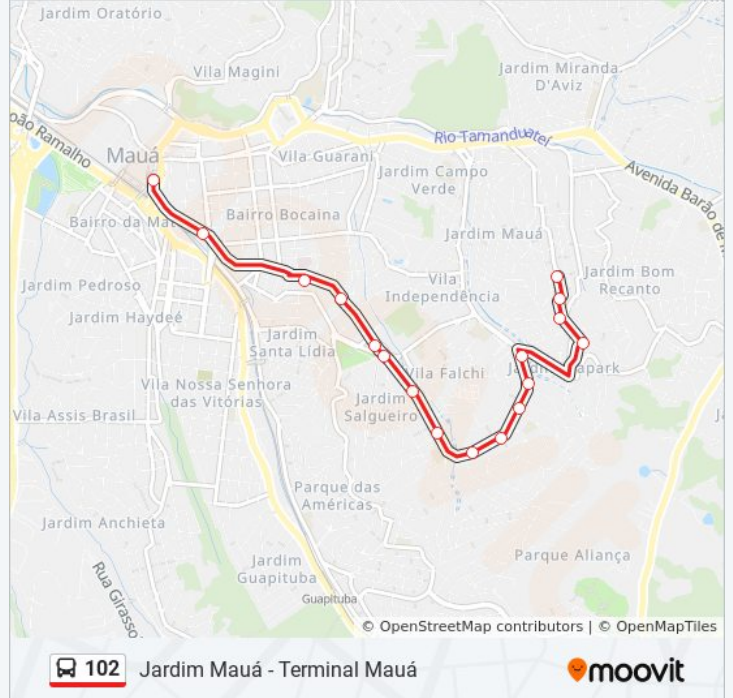 Jardim Oratório
Vila Magini
Jardim Miranda
D'Aviz
oão Ramalho
Rio Tamanduateí
Mauá
Vila Guarani
Jardim Campo
Verde
Avenida Barão de
Bairro da Mat
Bairro Bocaina
Jardim Mauá
Jardim Bom
Recanto
Jardim Pedroso
Vila
Independência
Jardim Haydeé
Jardim
Santa Lídia
Vila Falchi
Vila Nossa Senhora
das Vitórias
Jardim
Salgueiro
Vila Assis Brasil
Parque das
Américas
Jardim Anchieta
Parque Aliança
Jardim
Guapituba
Rua Girasso
Guapituba
© OpenStreetMap contributors | © OpenMapTiles
102 Jardim Mauá - Terminal Mauá
moovit